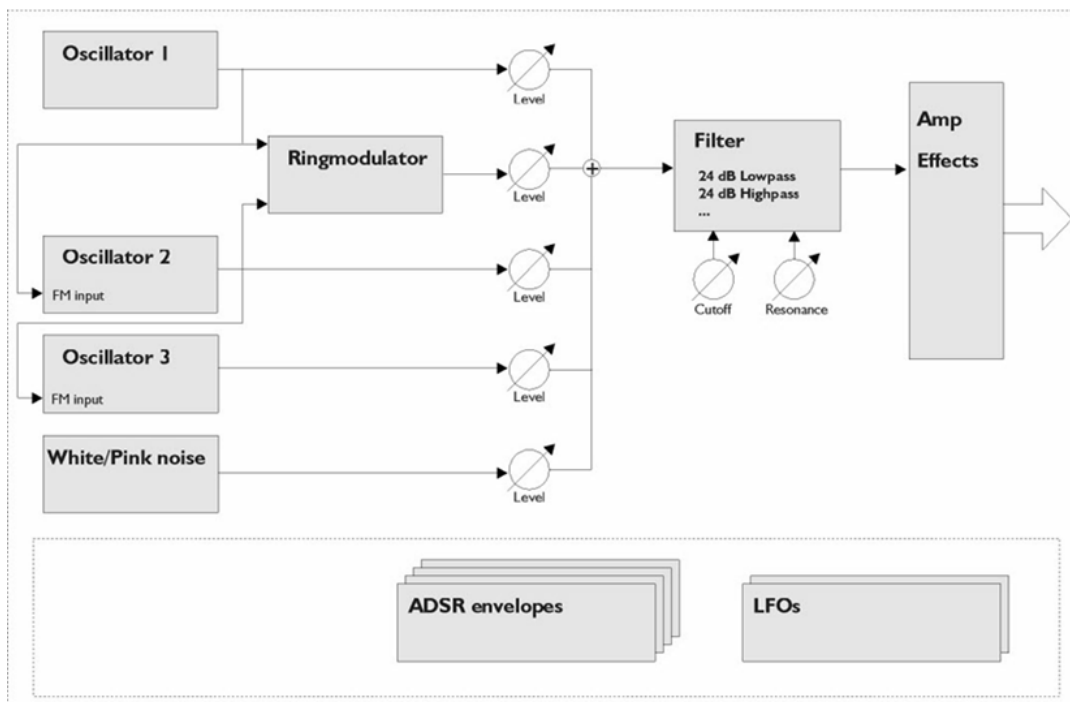 Oscillator 1
Level
Ringmodulator
Level
Oscillator 2
FM input
Level
Oscillator 3
FM input
Level
White/Pink noise
Level
Filter
24 dB Lowpass
24 dB Highpass
...
Cutoff
Resonance
Amp
Effects
ADSR envelopes
LFOs